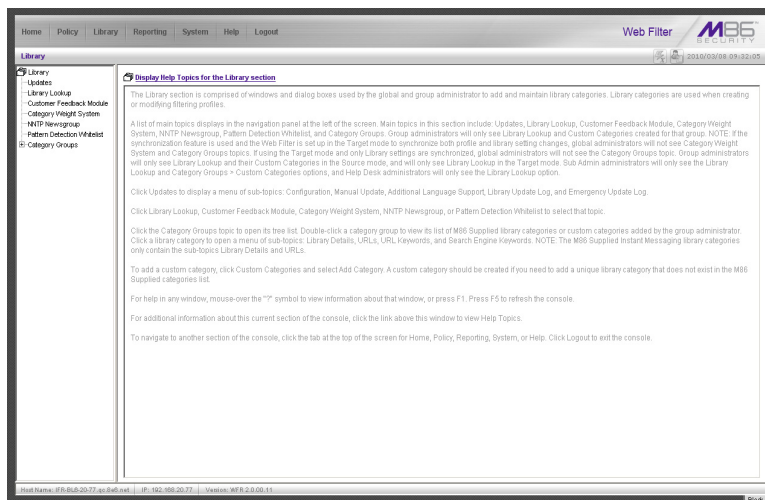 Home Policy Library Reporting System Help Logout
Web Filter
M86
SECURITY
Library
2010/03/08 09:32:05
Library
Updates
Library Lookup
Customer Feedback Module
Category Weight System
NNTP Newsgroup
Pattern Detection Whitelist
Category Groups
Display Help Topics for the Library section
The Library section is comprised of windows and dialog boxes used by the global and group administrator to add and maintain library categories. Library categories are used when creating
or modifying filtering profiles.
A list of main topics displays in the navigation panel at the left of the screen. Main topics in this section include: Updates, Library Lookup, Customer Feedback Module, Category Weight
System, NNTP Newsgroup, Pattern Detection Whitelist, and Category Groups. Group administrators will only see Library Lookup and Custom Categories created for that group. NOTE: If the
synchronization feature is used and the Web Filter is set up in the Target mode to synchronize both profile and library setting changes, global administrators will not see Category Weight
System and Category Groups topics. If using the Target mode and only Library settings are synchronized, global administrators will not see the Category Groups topic. Group administrators
will only see Library Lookup and their Custom Categories in the Source mode, and will only see Library Lookup in the Target mode. Sub Admin administrators will only see the Library
Lookup and Category Groups > Custom Categories options, and Help Desk administrators will only see the Library Lookup option.
Click Updates to display a menu of sub-topics: Configuration, Manual Update, Additional Language Support, Library Update Log, and Emergency Update Log.
Click Library Lookup, Customer Feedback Module, Category Weight System, NNTP Newsgroup, or Pattern Detection Whitelist to select that topic.
Click the Category Groups topic to open its tree list. Double-click a category group to view its list of M86 Supplied library categories or custom categories added by the group administrator.
Click a library category to open a menu of sub-topics: Library Details, URLs, URL Keywords, and Search Engine Keywords. NOTE: The M86 Supplied Instant Messaging library categories
only contain the sub-topics Library Details and URLs.
To add a custom category, click Custom Categories and select Add Category. A custom category should be created if you need to add a unique library category that does not exist in the M86
Supplied categories list.
For help in any window, mouse-over the "?" symbol to view information about that window, or press F1. Press F5 to refresh the console.
For additional information about this current section of the console, click the link above this window to view Help Topics.
To navigate to another section of the console, click the tab at the top of the screen for Home, Policy, Reporting, System, or Help. Click Logout to exit the console.
Host Name: IP: 192.168.20.77 Version: WFR 2.0.00.11